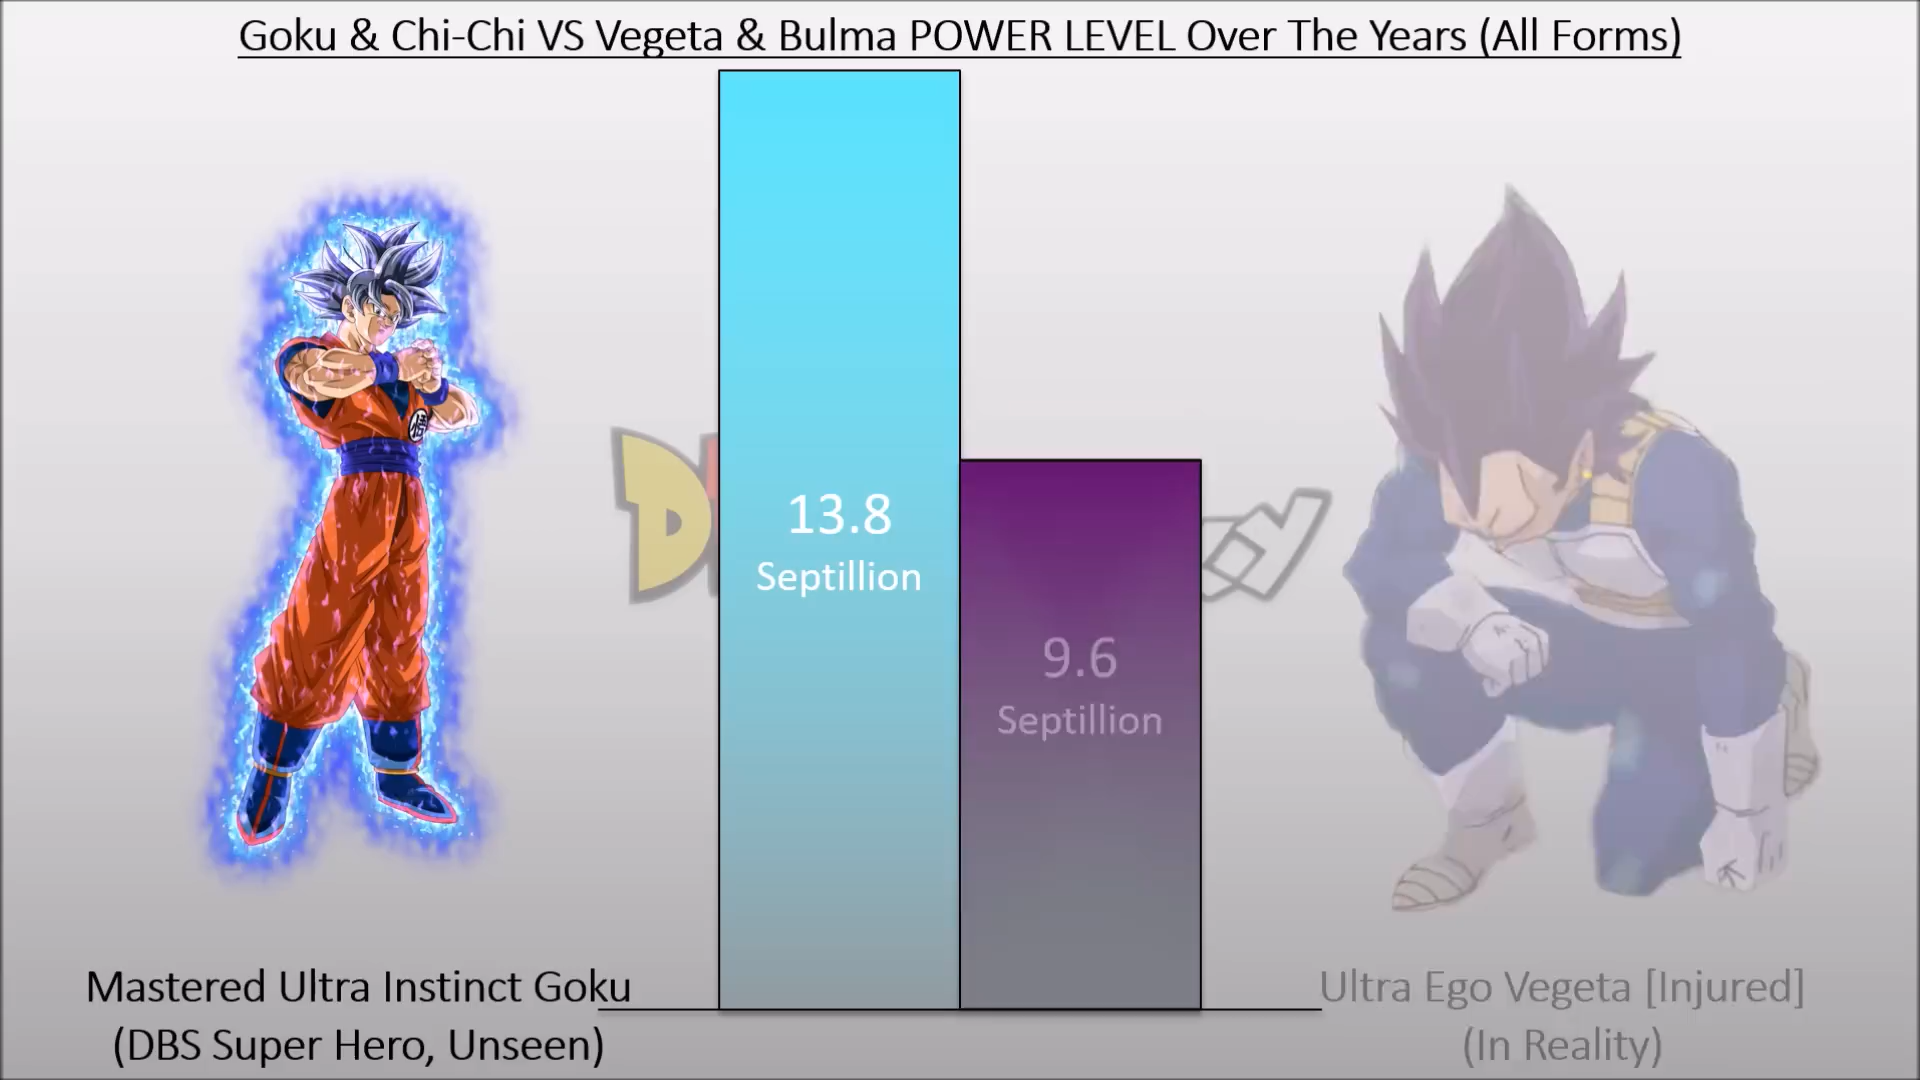 Goku & Chi-Chi VS Vegeta & Bulma POWER LEVEL Over The Years (All Forms)
13.8
Septillion
9.6
Septillion
Mastered Ultra Instinct Goku
(DBS Super Hero, Unseen)
Ultra Ego Vegeta [Injured]
(In Reality)
悟